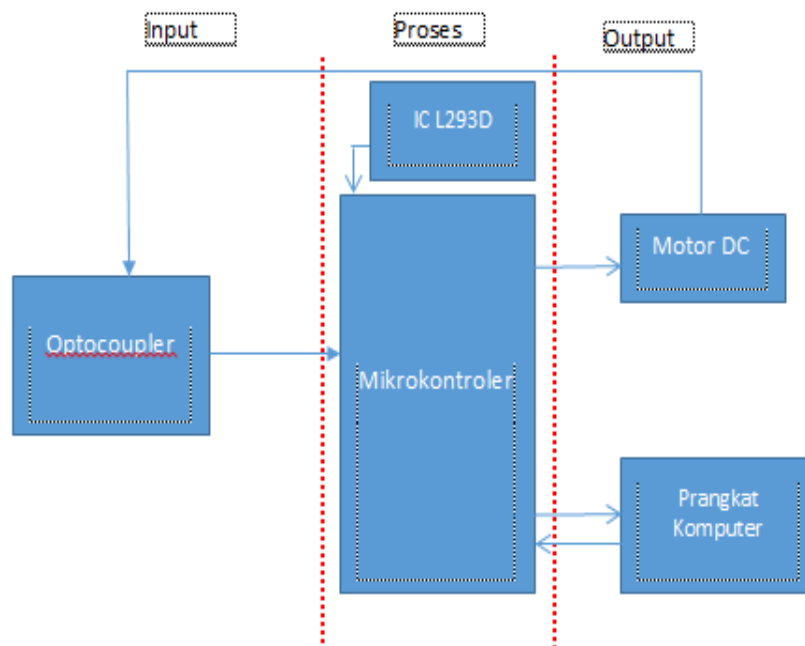 Input
Proses
Output
IC L293D
Motor DC
Optocoupler
Mikrokontroler
Prangkat
Komputer